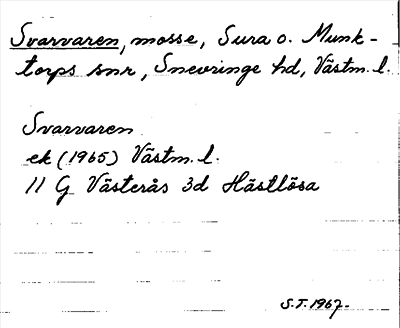 Svarvaren, mosse, Sura o. Munk-
torps snr, Snevringe hd, Västm. l.
Svarvaren
ek (1965) Västm. l.
11 G Västerås 3d Hästlösa
S.T. 1967.